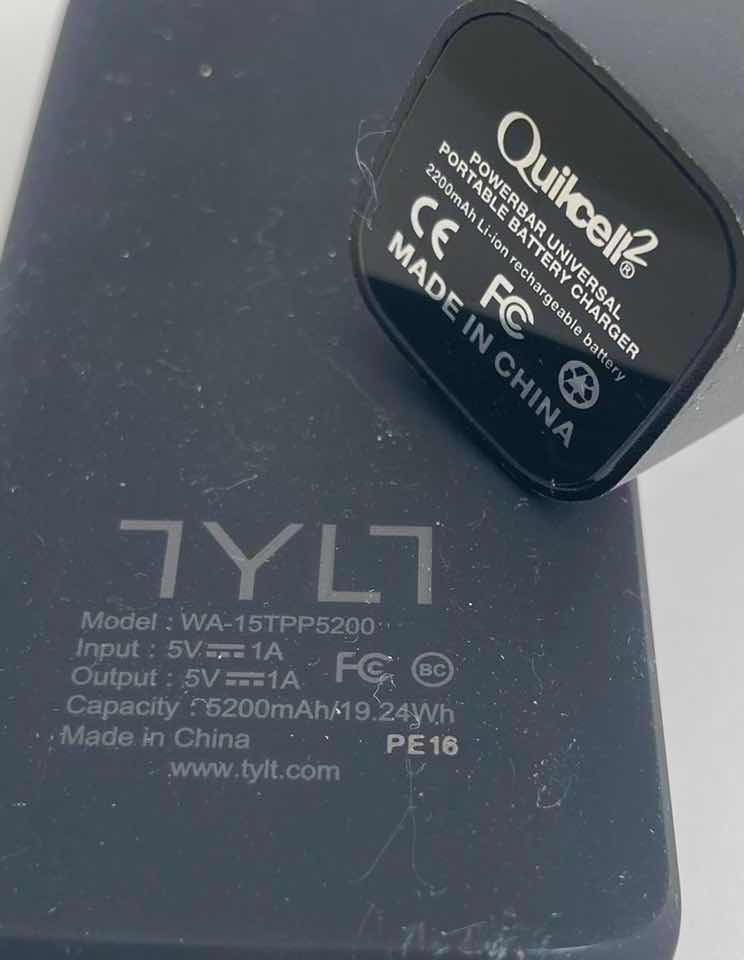 Quikcell2®
POWERBAR UNIVERSAL
PORTABLE BATTERY CHARGER
2200mAh Li-ion rechargeable battery
CE FC
MADE IN CHINA
TYLT
Model : WA-15TPP5200
Input : 5V⎓1A
Output : 5V⎓1A
FC BC
Capacity : 5200mAh/19.24Wh
Made in China
PE16
www.tylt.com